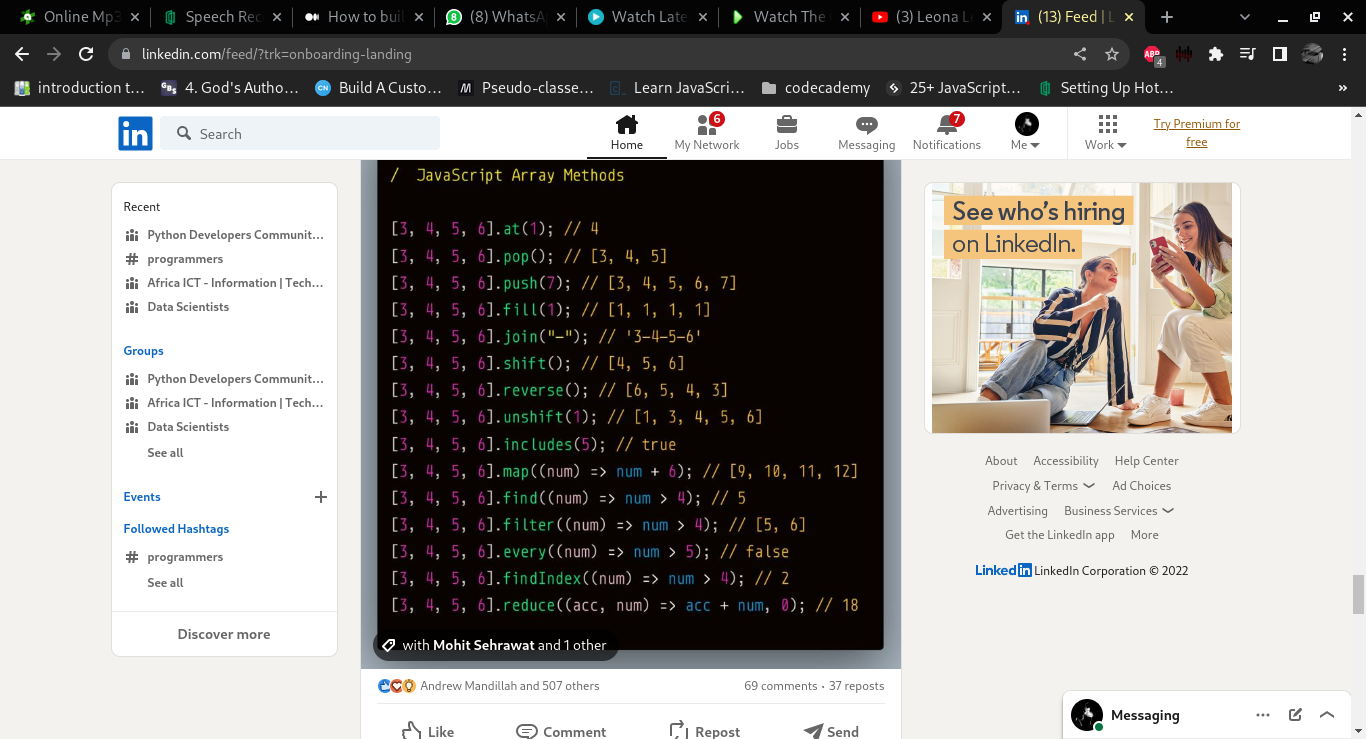 Online Mp3
Speech Rec
How to buil
(8) WhatsA
Watch Late
Watch The
(3) Leona L
(13) Feed | L
linkedin.com/feed/?trk=onboarding-landing
ABP
4
introduction t...
4. God's Autho...
Build A Custo...
Pseudo-classe...
Learn JavaScri...
codecademy
25+ JavaScript...
Setting Up Hot...
»
in
Search
Home
6
My Network
Jobs
Messaging
7
Notifications
Me
Work
Try Premium for
free
Recent
Python Developers Communit...
# programmers
Africa ICT - Information | Tech...
Data Scientists
Groups
Python Developers Communit...
Africa ICT - Information | Tech...
Data Scientists
See all
Events
Followed Hashtags
# programmers
See all
Discover more
/ JavaScript Array Methods
[3, 4, 5, 6].at(1); // 4
[3, 4, 5, 6].pop(); // [3, 4, 5]
[3, 4, 5, 6].push(7); // [3, 4, 5, 6, 7]
[3, 4, 5, 6].fill(1); // [1, 1, 1, 1]
[3, 4, 5, 6].join("-"); // '3-4-5-6'
[3, 4, 5, 6].shift(); // [4, 5, 6]
[3, 4, 5, 6].reverse(); // [6, 5, 4, 3]
[3, 4, 5, 6].unshift(1); // [1, 3, 4, 5, 6]
[3, 4, 5, 6].includes(5); // true
[3, 4, 5, 6].map((num) => num + 6); // [9, 10, 11, 12]
[3, 4, 5, 6].find((num) => num > 4); // 5
[3, 4, 5, 6].filter((num) => num > 4); // [5, 6]
[3, 4, 5, 6].every((num) => num > 5); // false
[3, 4, 5, 6].findIndex((num) => num > 4); // 2
[3, 4, 5, 6].reduce((acc, num) => acc + num, 0); // 18
with Mohit Sehrawat and 1 other
Andrew Mandillah and 507 others
69 comments • 37 reposts
Like
Comment
Repost
Send
See who's hiring
on LinkedIn.
About
Accessibility
Help Center
Privacy & Terms
Ad Choices
Advertising
Business Services
Get the LinkedIn app
More
LinkedIn LinkedIn Corporation © 2022
Messaging